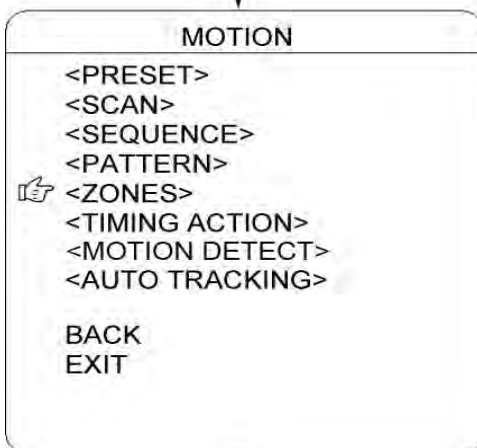 MOTION
<PRESET>
<SCAN>
<SEQUENCE>
<PATTERN>
<ZONES>
<TIMING ACTION>
<MOTION DETECT>
<AUTO TRACKING>
BACK
EXIT